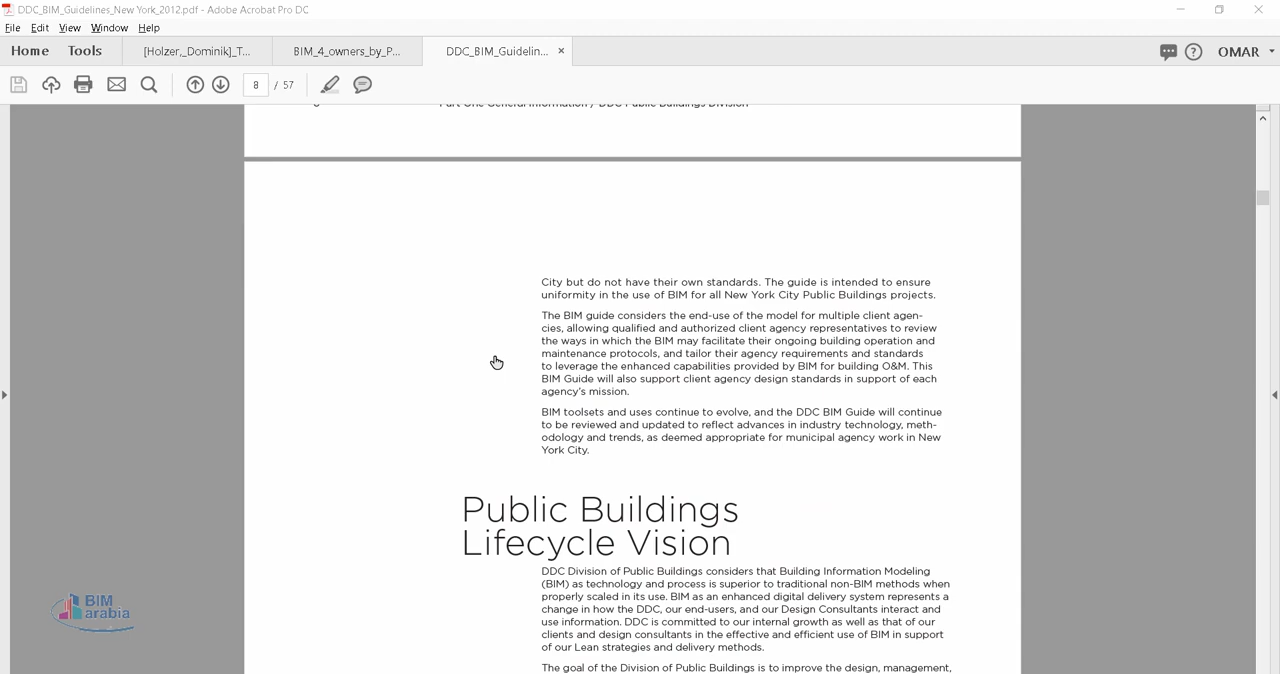 DDC_BIM_Guidelines_New York_2012.pdf - Adobe Acrobat Pro DC
File Edit View Window Help
Home Tools [Holzer,_Dominik]_T... BIM_4_owners_by_P... DDC_BIM_Guidelin... × OMAR
8 / 57
Part One General Information / DDC Public Buildings Division
City but do not have their own standards. The guide is intended to ensure
uniformity in the use of BIM for all New York City Public Buildings projects.
The BIM guide considers the end-use of the model for multiple client agen-
cies, allowing qualified and authorized client agency representatives to review
the ways in which the BIM may facilitate their ongoing building operation and
maintenance protocols, and tailor their agency requirements and standards
to leverage the enhanced capabilities provided by BIM for building O&M. This
BIM Guide will also support client agency design standards in support of each
agency's mission.
BIM toolsets and uses continue to evolve, and the DDC BIM Guide will continue
to be reviewed and updated to reflect advances in industry technology, meth-
odology and trends, as deemed appropriate for municipal agency work in New
York City.
Public Buildings
Lifecycle Vision
DDC Division of Public Buildings considers that Building Information Modeling
(BIM) as technology and process is superior to traditional non-BIM methods when
properly scaled in its use. BIM as an enhanced digital delivery system represents a
change in how the DDC, our end-users, and our Design Consultants interact and
use information. DDC is committed to our internal growth as well as that of our
clients and design consultants in the effective and efficient use of BIM in support
of our Lean strategies and delivery methods.
The goal of the Division of Public Buildings is to improve the design, management,
BIM
arabia